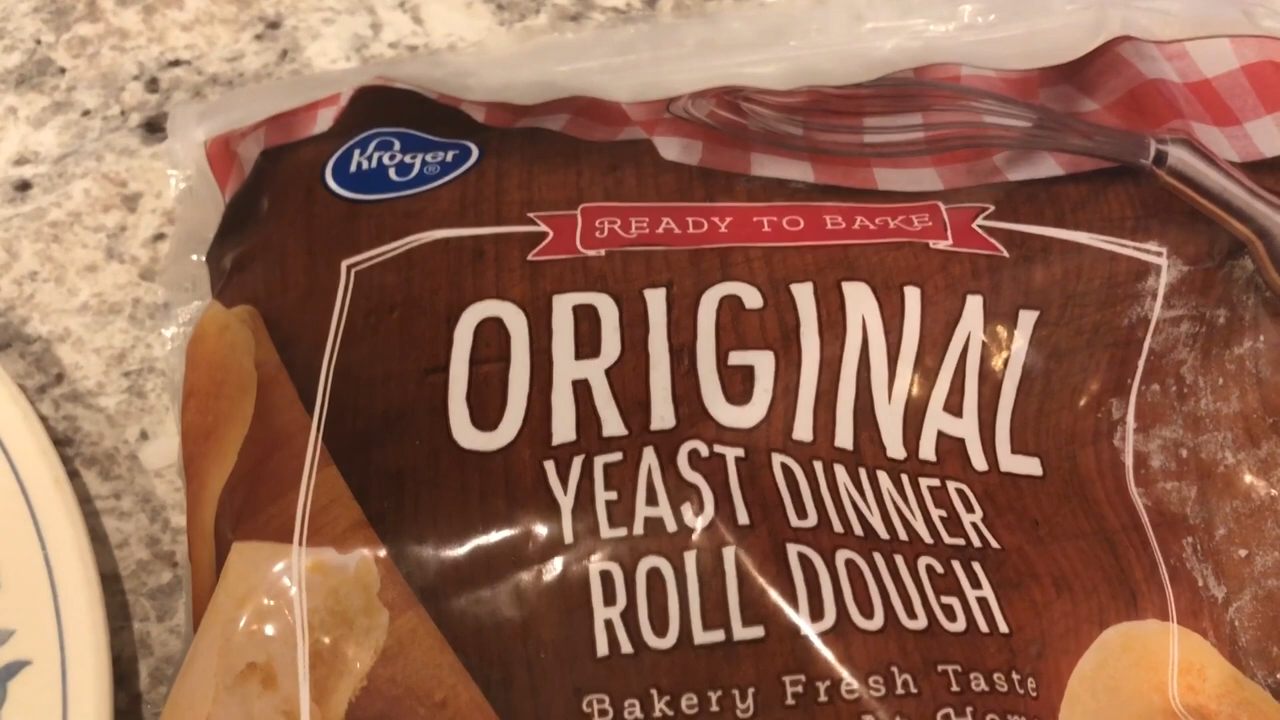 Kroger®
READY TO BAKE
ORIGINAL
YEAST DINNER
ROLL DOUGH
Bakery Fresh Taste